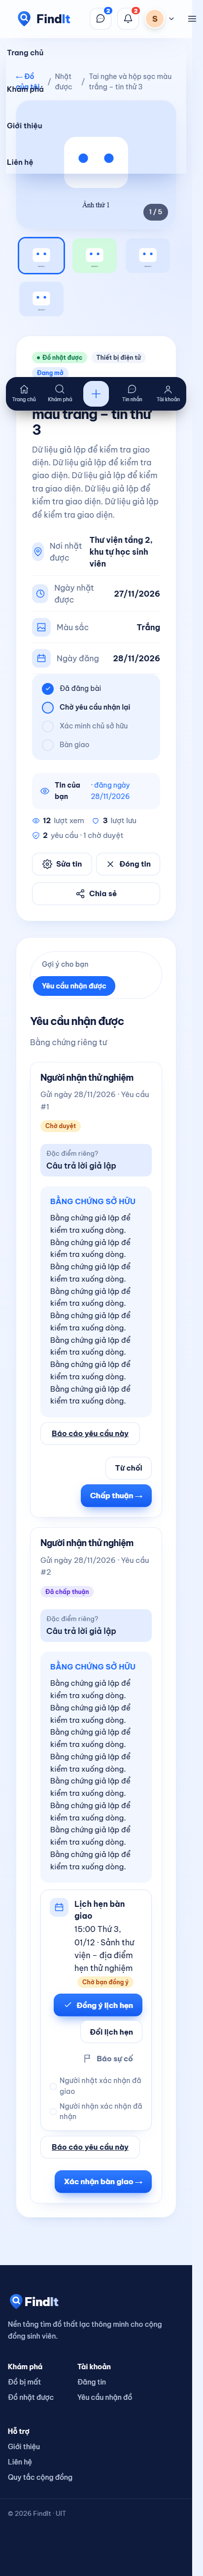 FindIt
2
2
S
Trang chủ
← Đồ của tôi / Nhặt được / Tai nghe và hộp sạc màu trắng – tin thử 3
Khám phá
Giới thiệu
Liên hệ
Ảnh thử 1
1 / 5
Đồ nhặt được
Thiết bị điện tử
Đang mở
Trang chủ
Khám phá
Tin nhắn
Tài khoản
màu trắng – tin thử
3
Dữ liệu giả lập để kiểm tra giao
diện. Dữ liệu giả lập để kiểm tra
giao diện. Dữ liệu giả lập để kiểm
tra giao diện. Dữ liệu giả lập để
kiểm tra giao diện. Dữ liệu giả lập
để kiểm tra giao diện.
Nơi nhặt được
Thư viện tầng 2, khu tự học sinh viên
Ngày nhặt được
27/11/2026
Màu sắc
Trắng
Ngày đăng
28/11/2026
Đã đăng bài
Chờ yêu cầu nhận lại
Xác minh chủ sở hữu
Bàn giao
Tin của bạn
· đăng ngày 28/11/2026
12 lượt xem
3 lượt lưu
2 yêu cầu · 1 chờ duyệt
Sửa tin
Đóng tin
Chia sẻ
Gợi ý cho bạn
Yêu cầu nhận được
Yêu cầu nhận được
Bằng chứng riêng tư
Người nhận thử nghiệm
Gửi ngày 28/11/2026 · Yêu cầu
#1
Chờ duyệt
Đặc điểm riêng?
Câu trả lời giả lập
BẰNG CHỨNG SỞ HỮU
Bằng chứng giả lập để
kiểm tra xuống dòng.
Bằng chứng giả lập để
kiểm tra xuống dòng.
Bằng chứng giả lập để
kiểm tra xuống dòng.
Bằng chứng giả lập để
kiểm tra xuống dòng.
Bằng chứng giả lập để
kiểm tra xuống dòng.
Bằng chứng giả lập để
kiểm tra xuống dòng.
Bằng chứng giả lập để
kiểm tra xuống dòng.
Bằng chứng giả lập để
kiểm tra xuống dòng.
Báo cáo yêu cầu này
Từ chối
Chấp thuận →
Người nhận thử nghiệm
Gửi ngày 28/11/2026 · Yêu cầu
#2
Đã chấp thuận
Đặc điểm riêng?
Câu trả lời giả lập
BẰNG CHỨNG SỞ HỮU
Bằng chứng giả lập để
kiểm tra xuống dòng.
Bằng chứng giả lập để
kiểm tra xuống dòng.
Bằng chứng giả lập để
kiểm tra xuống dòng.
Bằng chứng giả lập để
kiểm tra xuống dòng.
Bằng chứng giả lập để
kiểm tra xuống dòng.
Bằng chứng giả lập để
kiểm tra xuống dòng.
Bằng chứng giả lập để
kiểm tra xuống dòng.
Bằng chứng giả lập để
kiểm tra xuống dòng.
Lịch hẹn bàn
giao
15:00 Thứ 3,
01/12 · Sảnh thư
viện – địa điểm
hẹn thử nghiệm
Chờ bạn đồng ý
Đồng ý lịch hẹn
Đổi lịch hẹn
Báo sự cố
Người nhặt xác nhận đã
giao
Người nhận xác nhận đã
nhận
Báo cáo yêu cầu này
Xác nhận bàn giao →
FindIt
Nền tảng tìm đồ thất lạc thông minh cho cộng
đồng sinh viên.
Khám phá
Đồ bị mất
Đồ nhặt được
Tài khoản
Đăng tin
Yêu cầu nhận đồ
Hỗ trợ
Giới thiệu
Liên hệ
Quy tắc cộng đồng
© 2026 FindIt · UIT